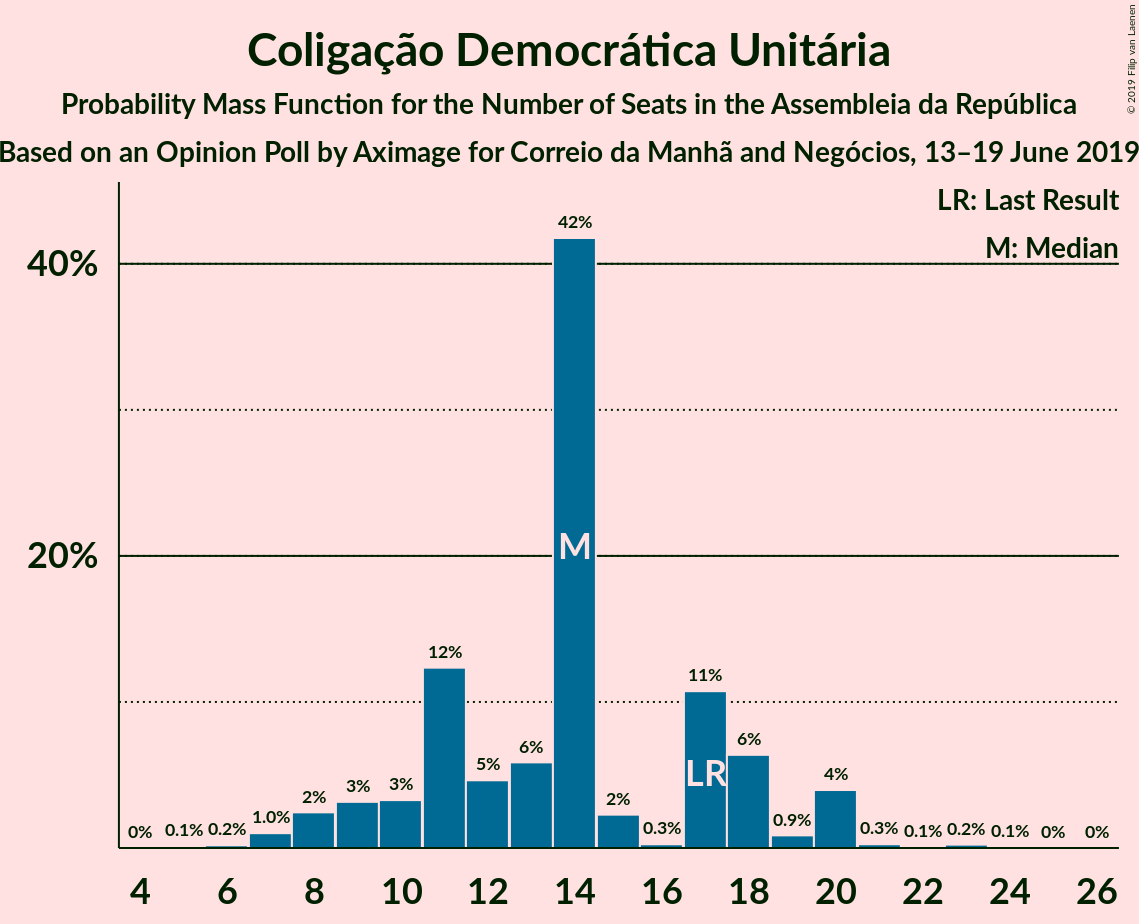 Coligação Democrática Unitária
Probability Mass Function for the Number of Seats in the Assembleia da República
Based on an Opinion Poll by Aximage for Correio da Manhã and Negócios, 13–19 June 2019
© 2019 Filip van Laenen
LR: Last Result
M: Median
40%
20%
0% 0.1% 0.2% 1.0% 2% 3% 3% 12% 5% 6% 42% 2% 0.3% 11% 6% 0.9% 4% 0.3% 0.1% 0.2% 0.1% 0% 0%
M
LR
4 6 8 10 12 14 16 18 20 22 24 26